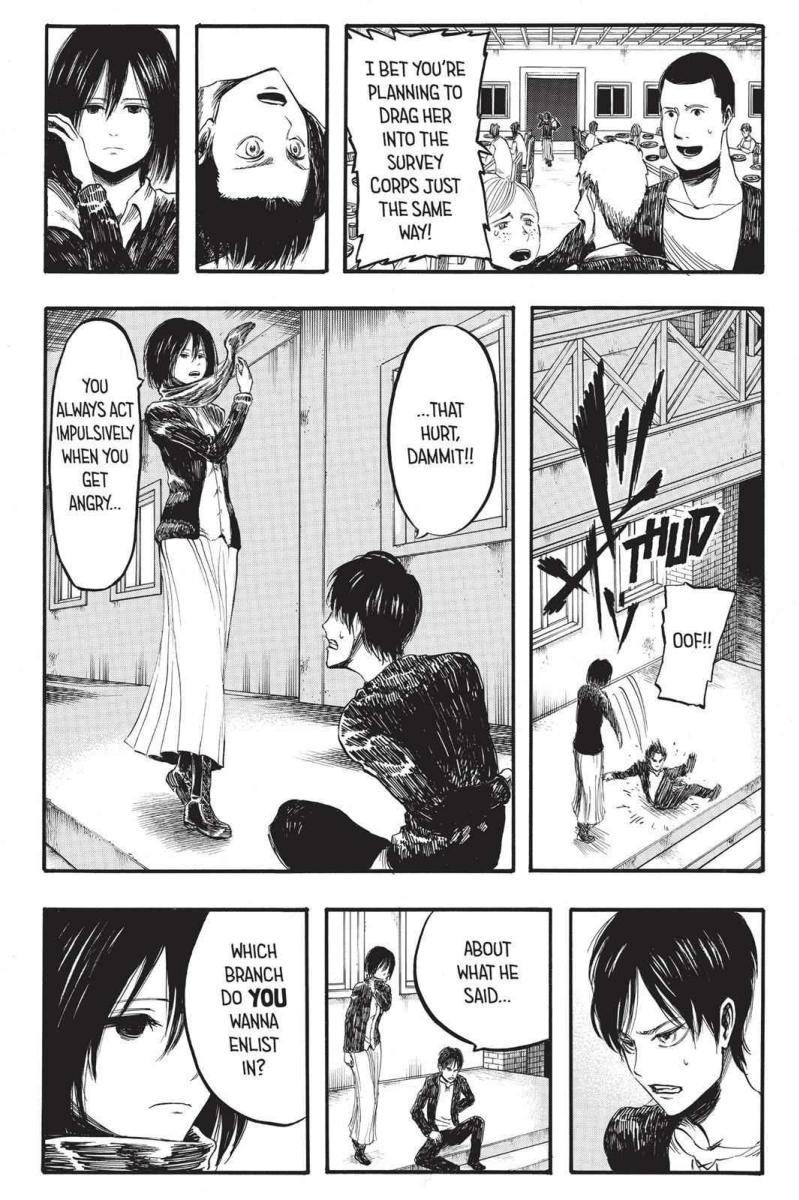 I BET YOU'RE
PLANNING TO
DRAG HER
INTO THE
SURVEY
CORPS JUST
THE SAME
WAY!
THUD
OOF!!
...THAT
HURT,
DAMMIT!!
YOU
ALWAYS ACT
IMPULSIVELY
WHEN YOU
GET
ANGRY...
ABOUT
WHAT HE
SAID...
WHICH
BRANCH
DO YOU
WANNA
ENLIST
IN?